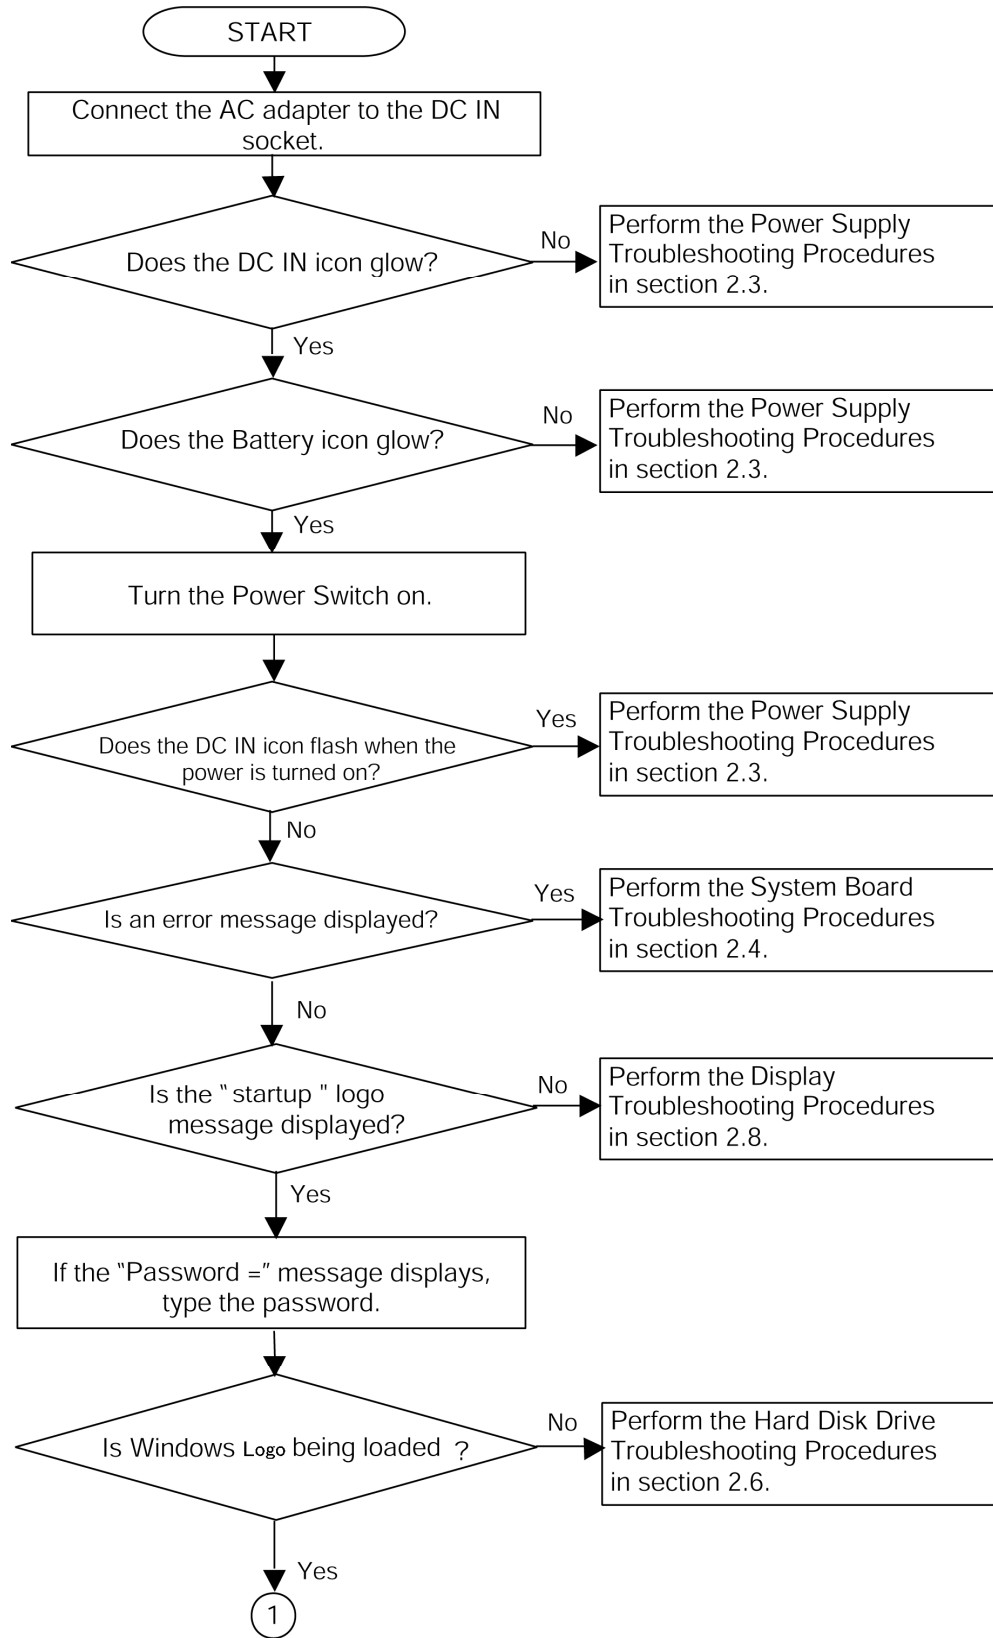 START
Connect the AC adapter to the DC IN
socket.
Does the DC IN icon glow?
No
Perform the Power Supply
Troubleshooting Procedures
in section 2.3.
Yes
Does the Battery icon glow?
No
Perform the Power Supply
Troubleshooting Procedures
in section 2.3.
Yes
Turn the Power Switch on.
Does the DC IN icon flash when the
power is turned on?
Yes
Perform the Power Supply
Troubleshooting Procedures
in section 2.3.
No
Is an error message displayed?
Yes
Perform the System Board
Troubleshooting Procedures
in section 2.4.
No
Is the “ startup ” logo
message displayed?
No
Perform the Display
Troubleshooting Procedures
in section 2.8.
Yes
If the “Password =” message displays,
type the password.
Is Windows Logo being loaded ?
No
Perform the Hard Disk Drive
Troubleshooting Procedures
in section 2.6.
Yes
1